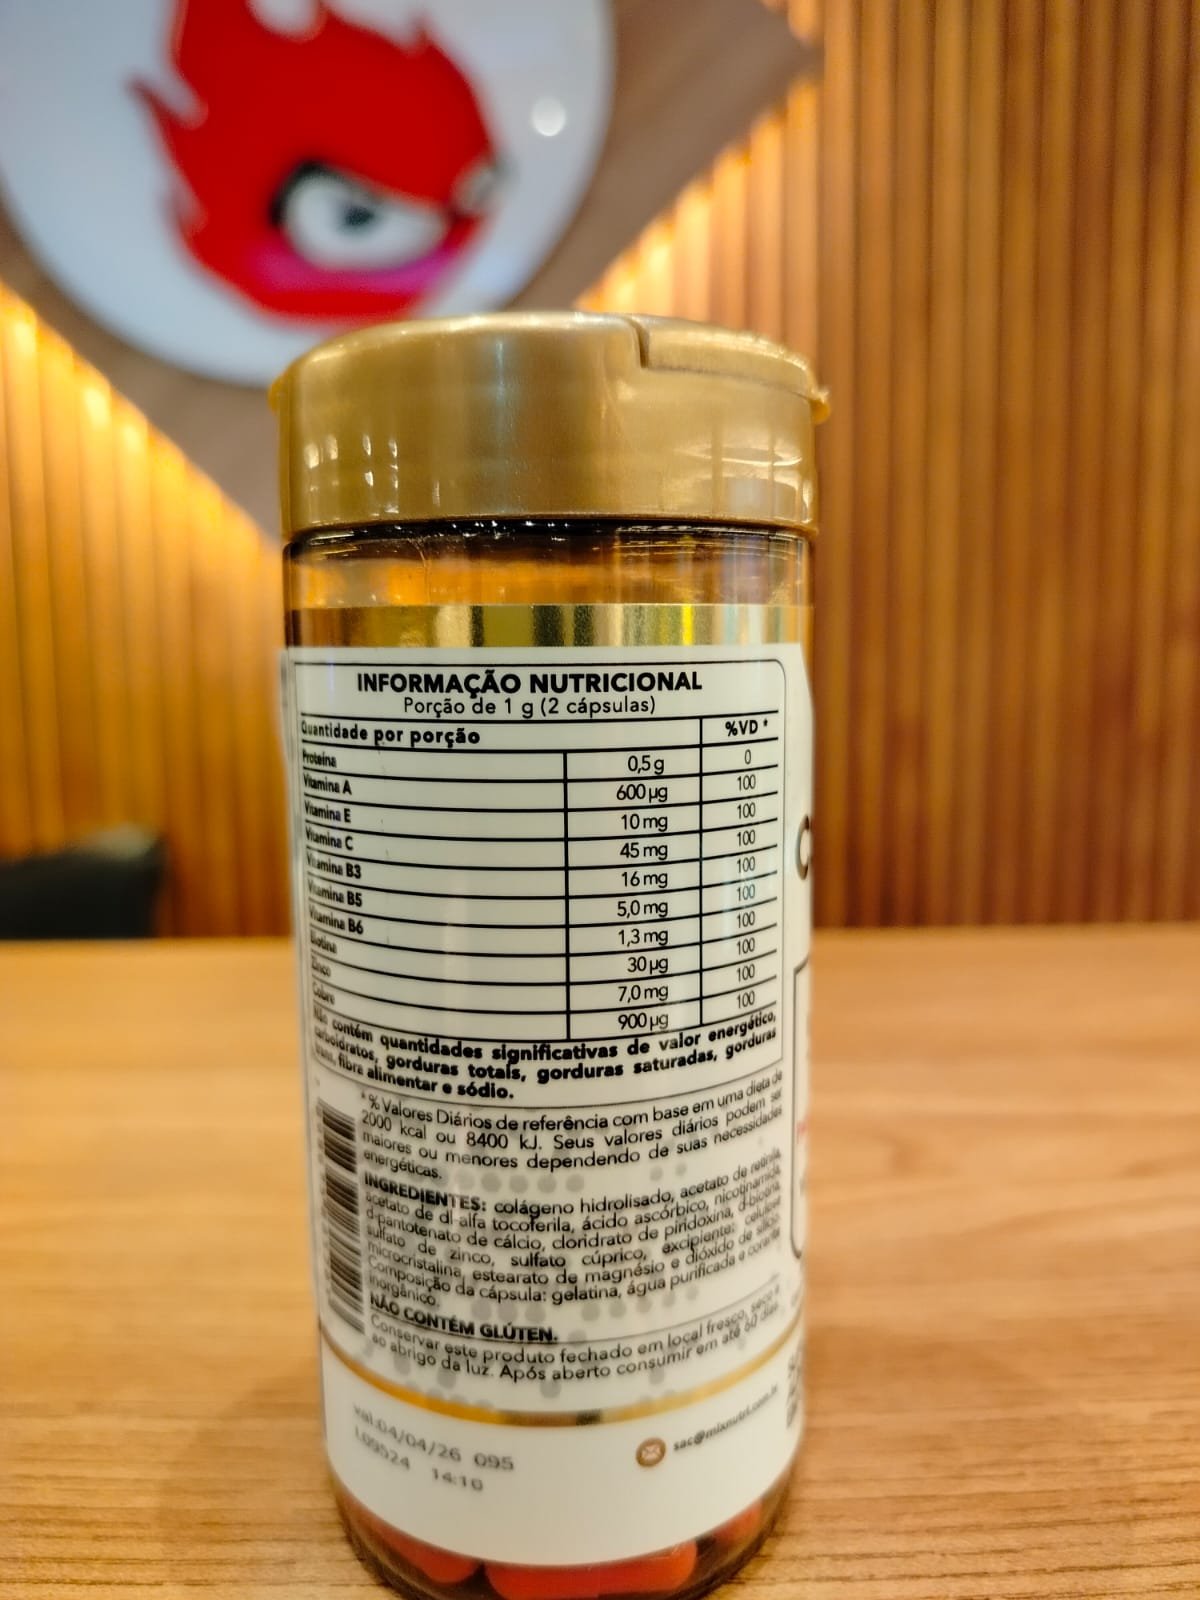 INFORMAÇÃO NUTRICIONAL
Porção de 1 g (2 cápsulas)
Quantidade por porção %VD *
Proteína 0,5 g 0
Vitamina A 600 µg 100
Vitamina E 10 mg 100
Vitamina C 45 mg 100
Vitamina B3 16 mg 100
Vitamina B5 5,0 mg 100
Vitamina B6 1,3 mg 100
Biotina 30 µg 100
Zinco 7,0 mg 100
Cobre 900 µg 100
Não contém quantidades significativas de valor energético,
carboidratos, gorduras totais, gorduras saturadas, gorduras
trans, fibra alimentar e sódio.
* % Valores Diários de referência com base em uma dieta de
2000 kcal ou 8400 kJ. Seus valores diários podem ser
maiores ou menores dependendo de suas necessidades
energéticas.
INGREDIENTES: colágeno hidrolisado, acetato de retinila,
acetato de dl-alfa tocoferila, ácido ascórbico, nicotinamida,
d-pantotenato de cálcio, cloridrato de piridoxina, d-biotina,
sulfato de zinco, sulfato cúprico, excipiente: celulose
microcristalina, estearato de magnésio e dióxido de silício.
Composição da cápsula: gelatina, água purificada e corante
inorgânico.
NÃO CONTÉM GLÚTEN.
Conservar este produto fechado em local fresco, seco e
ao abrigo da luz. Após aberto consumir em até 60 dias.
val:04/04/26 095
L09524 14:10
sac@mixnutri.com.br